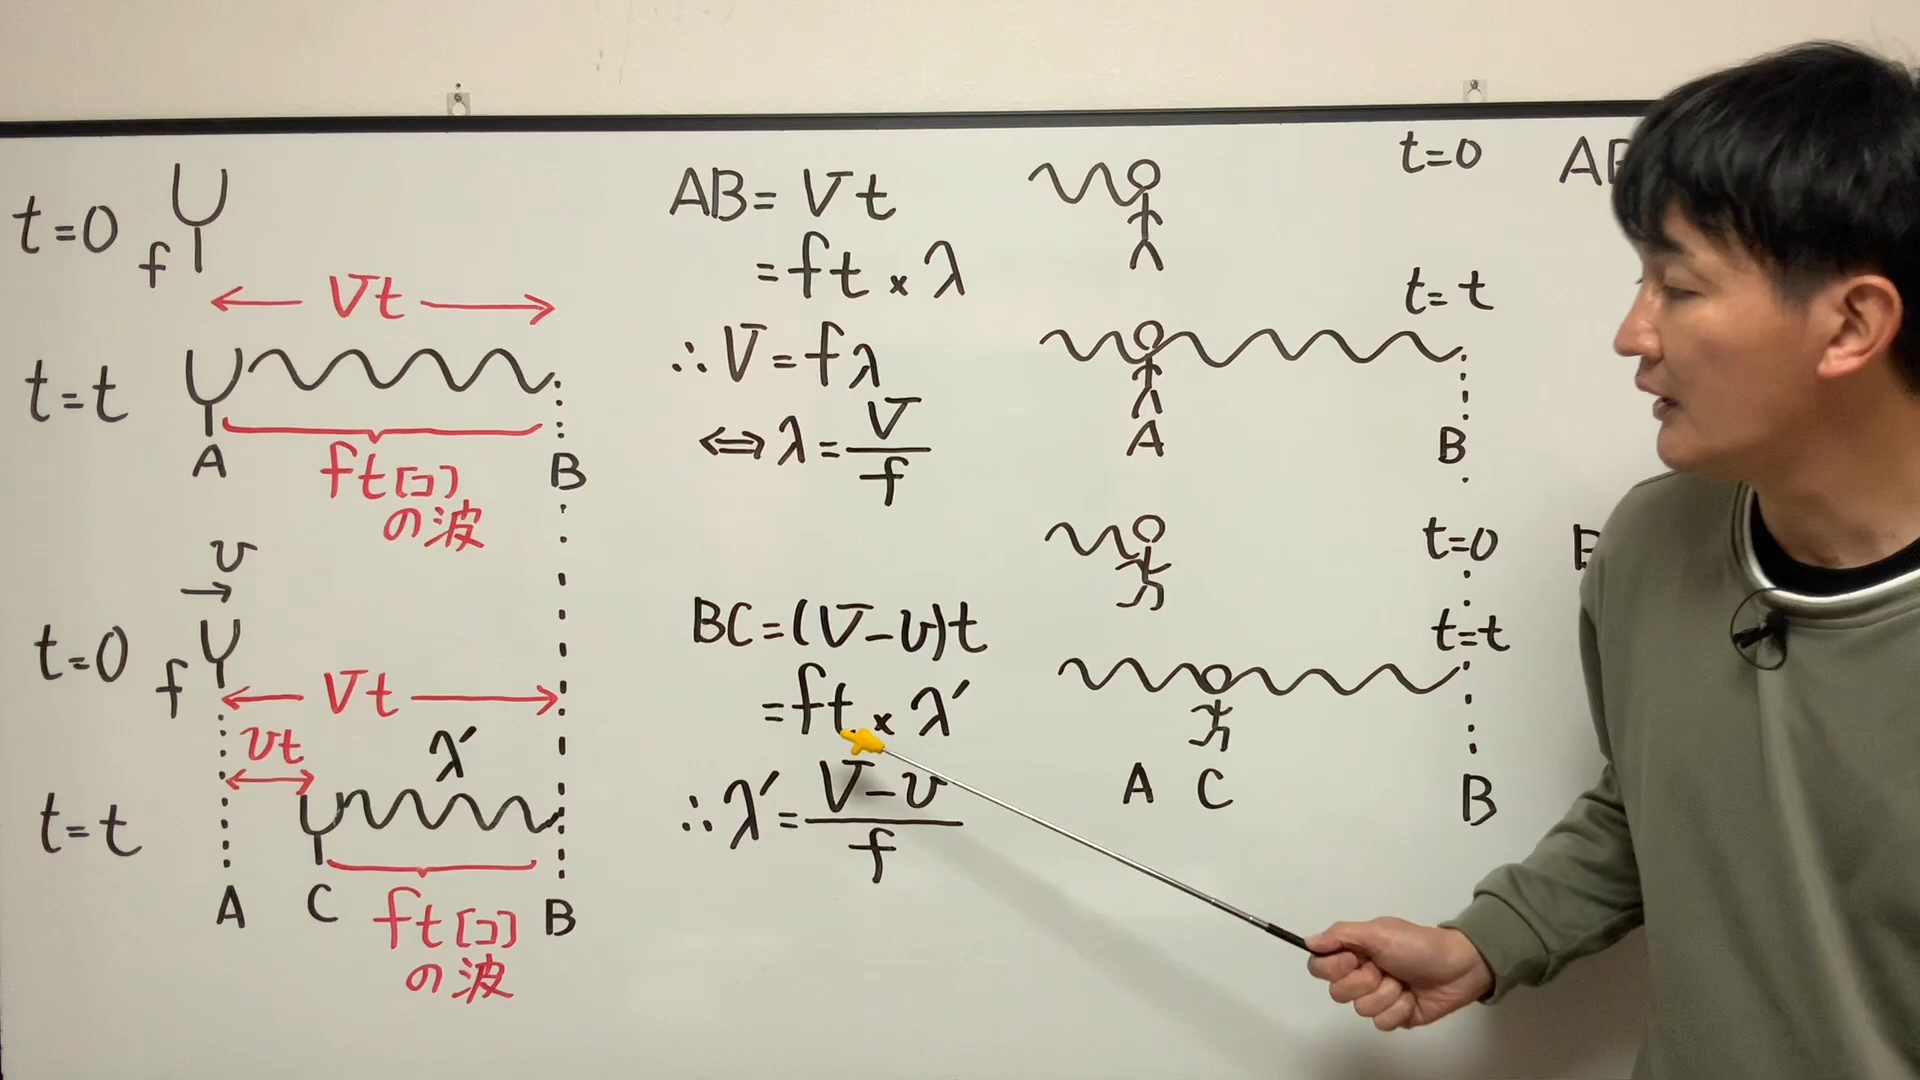 t=0
f
Vt
t=t
A
B
ft[コ]
の波
v
t=0
f
Vt
vt
λ′
t=t
A
C
B
ft[コ]
の波
AB=Vt
=ft×λ
∴V=fλ
⇔λ=V/f
BC=(V-v)t
=ft×λ′
∴λ′=V-v/f
t=0
t=t
A
B
t=0
t=t
A
C
B